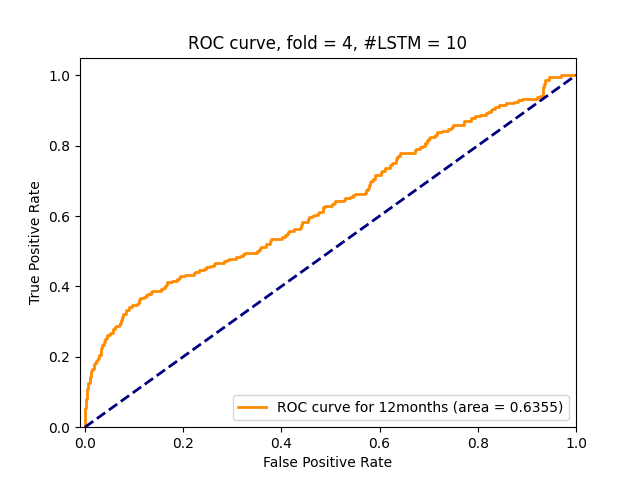 ROC curve, fold = 4, #LSTM = 10
True Positive Rate
1.0
0.8
0.6
0.4
0.2
0.0
ROC curve for 12months (area = 0.6355)
0.0 0.2 0.4 0.6 0.8 1.0
False Positive Rate